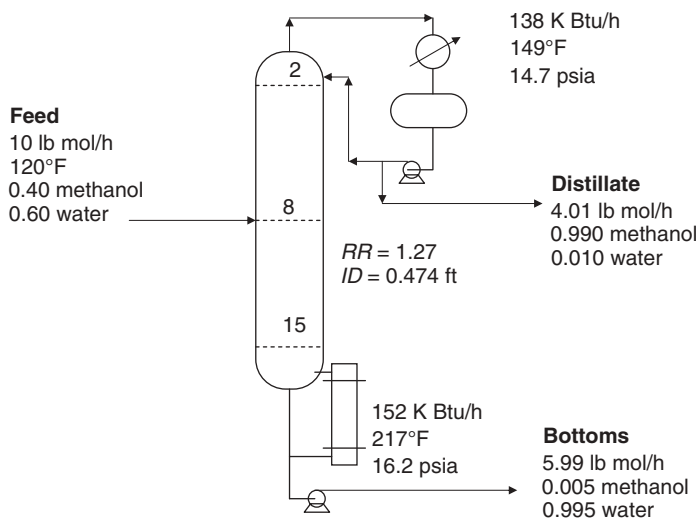 138 K Btu/h
149°F
14.7 psia
2
Feed
10 lb mol/h
120°F
0.40 methanol
0.60 water
8
Distillate
4.01 lb mol/h
0.990 methanol
0.010 water
RR = 1.27
ID = 0.474 ft
15
152 K Btu/h
217°F
16.2 psia
Bottoms
5.99 lb mol/h
0.005 methanol
0.995 water